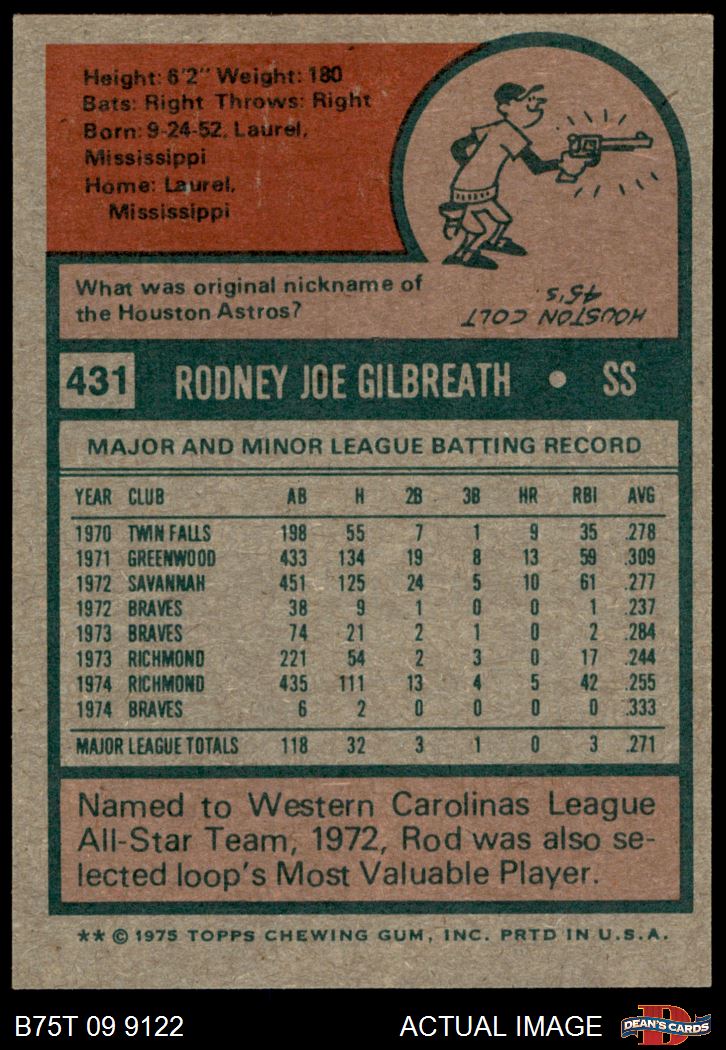 Height: 6'2" Weight: 180
Bats: Right Throws: Right
Born: 9-24-52, Laurel,
Mississippi
Home: Laurel,
Mississippi
What was original nickname of
the Houston Astros?
HOUSTON COLT
45's
431 RODNEY JOE GILBREATH • SS
MAJOR AND MINOR LEAGUE BATTING RECORD
YEAR CLUB AB H 2B 3B HR RBI AVG
1970 TWIN FALLS 198 55 7 1 9 35 .278
1971 GREENWOOD 433 134 19 8 13 59 .309
1972 SAVANNAH 451 125 24 5 10 61 .277
1972 BRAVES 38 9 1 0 0 1 .237
1973 BRAVES 74 21 2 1 0 2 .284
1973 RICHMOND 221 54 2 3 0 17 .244
1974 RICHMOND 435 111 13 4 5 42 .255
1974 BRAVES 6 2 0 0 0 0 .333
MAJOR LEAGUE TOTALS 118 32 3 1 0 3 .271
Named to Western Carolinas League
All-Star Team, 1972, Rod was also se-
lected loop's Most Valuable Player.
** © 1975 TOPPS CHEWING GUM, INC. PRTD IN U.S.A.
B75T 09 9122 ACTUAL IMAGE
D
DEAN'S CARDS